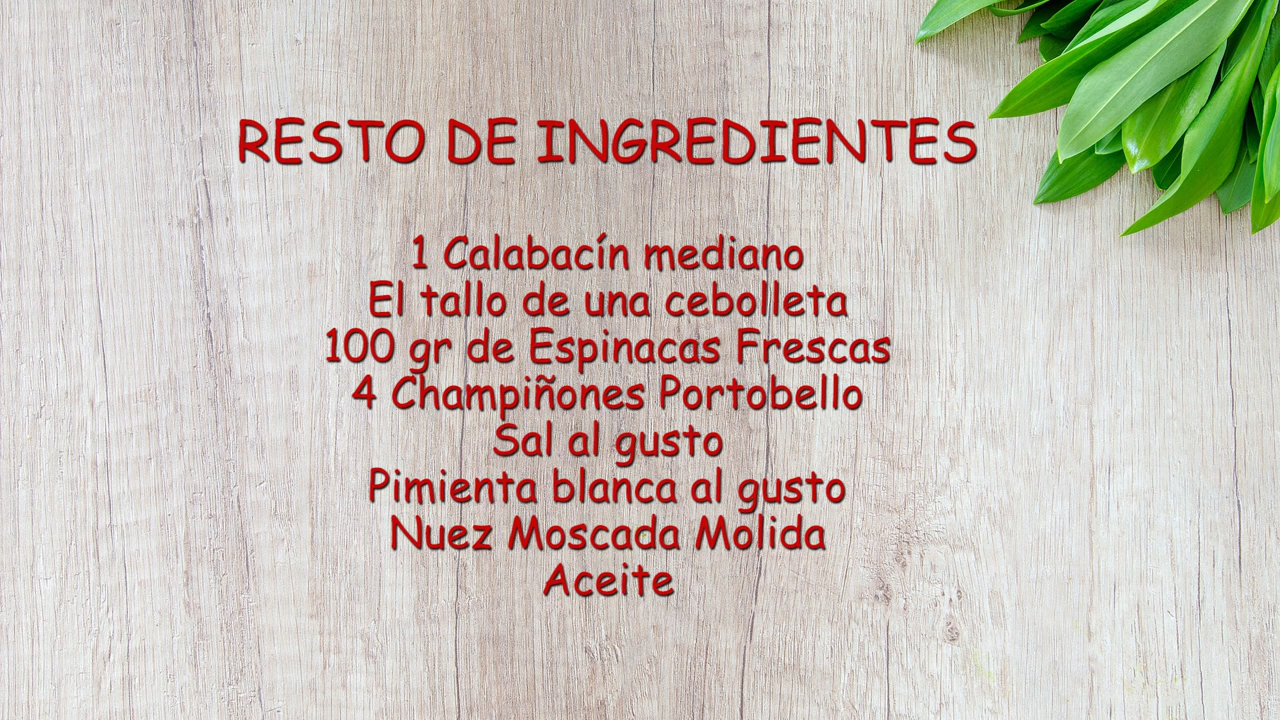 RESTO DE INGREDIENTES
1 Calabacín mediano
El tallo de una cebolleta
100 gr de Espinacas Frescas
4 Champiñones Portobello
Sal al gusto
Pimienta blanca al gusto
Nuez Moscada Molida
Aceite